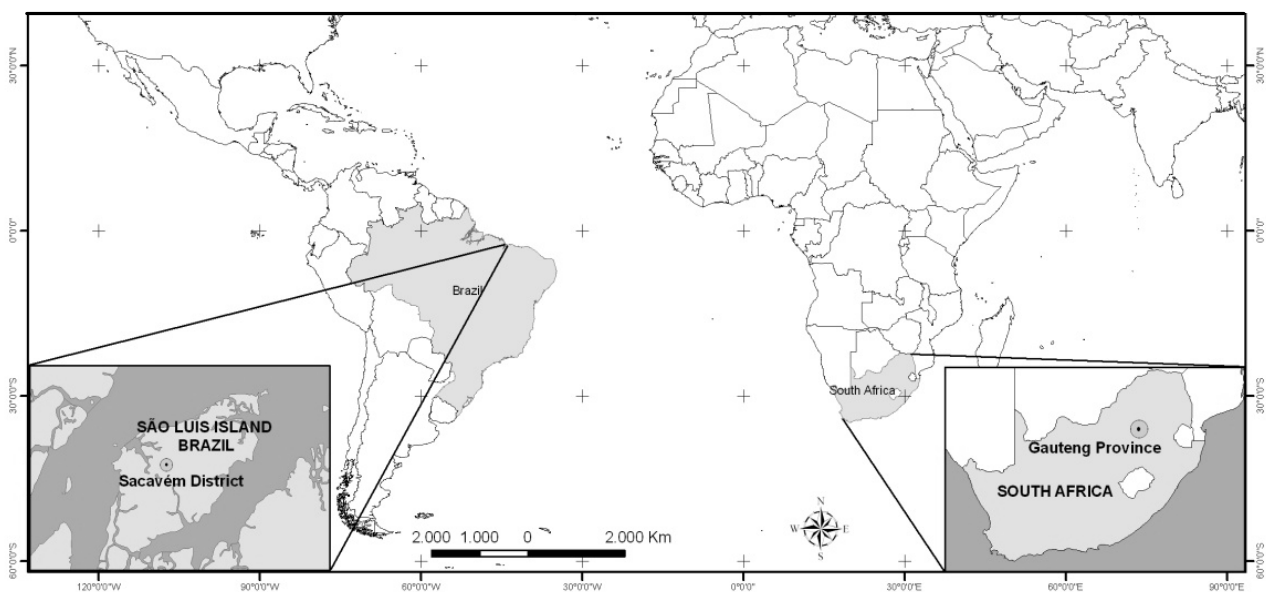 30°0'0"N
30°0'0"N
0°0'0"
0°0'0"
Brazil
South Africa
30°0'0"S
30°0'0"S
SÃO LUIS ISLAND
BRAZIL
Sacavém District
Gauteng Province
SOUTH AFRICA
N
W E
S
2.000 1.000 0 2.000 Km
60°0'0"S
60°0'0"S
120°0'0"W 90°0'0"W 60°0'0"W 30°0'0"W 0°0'0" 30°0'0"E 60°0'0"E 90°0'0"E